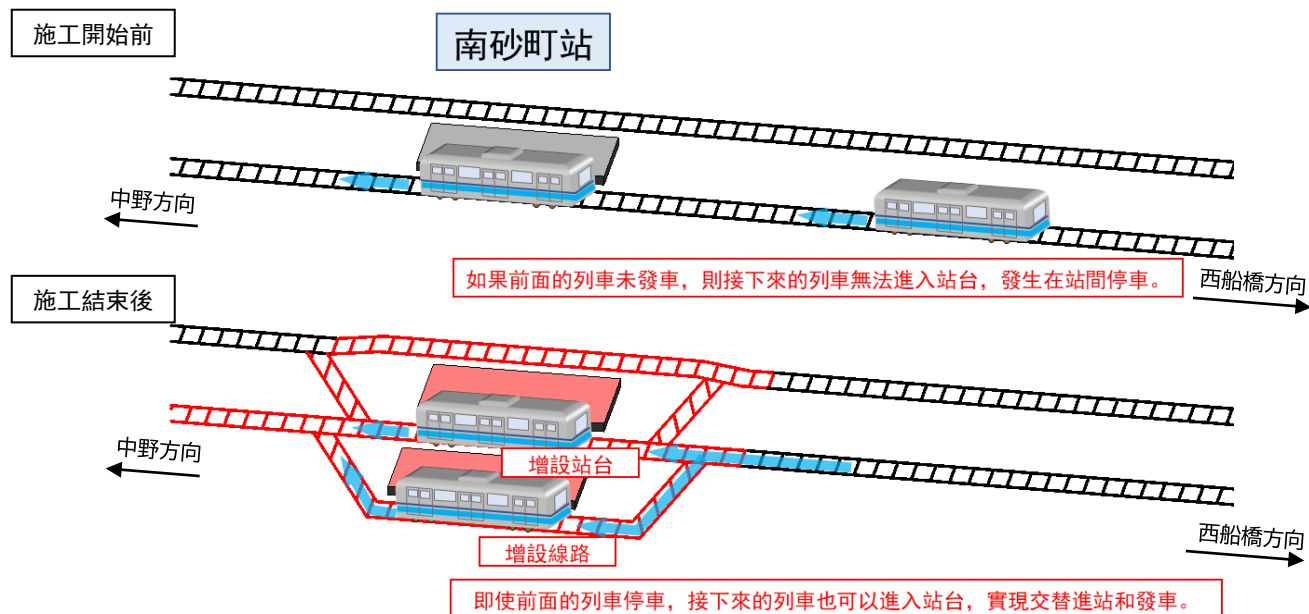 施工開始前
南砂町站
中野方向
如果前面的列車未發車，則接下來的列車無法進入站台，發生在站間停車。
西船橋方向
施工結束後
中野方向
增設站台
增設線路
西船橋方向
即使前面的列車停車，接下來的列車也可以進入站台，實現交替進站和發車。